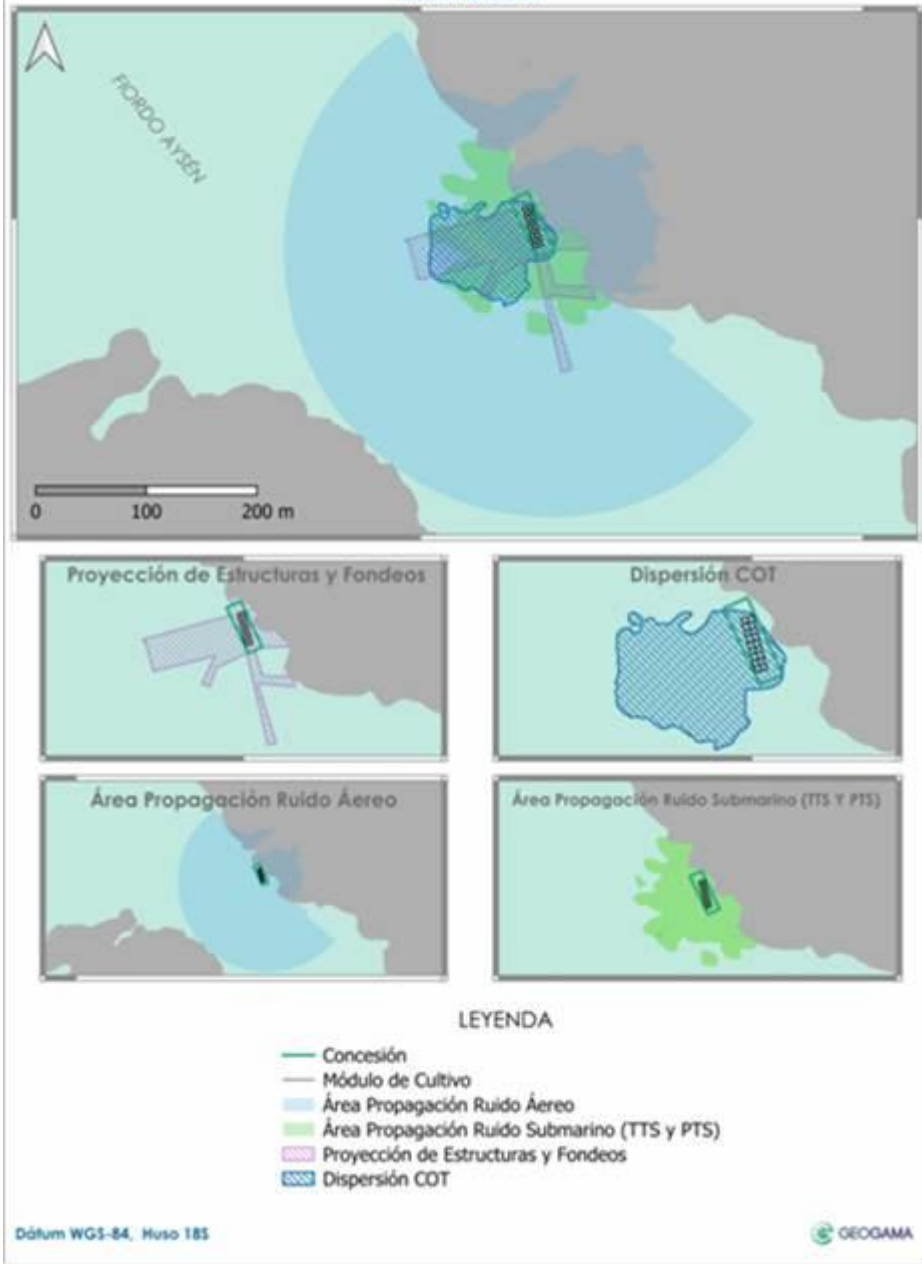 FIORDO AYSÉN
0 100 200 m
Proyección de Estructuras y Fondeos
Dispersión COT
Área Propagación Ruido Áereo
Área Propagación Ruido Submarino (TTS Y PTS)
LEYENDA
Concesión
Módulo de Cultivo
Área Propagación Ruido Áereo
Área Propagación Ruido Submarino (TTS y PTS)
Proyección de Estructuras y Fondeos
Dispersión COT
Dátum WGS-84, Huso 18S
GEOGAMA